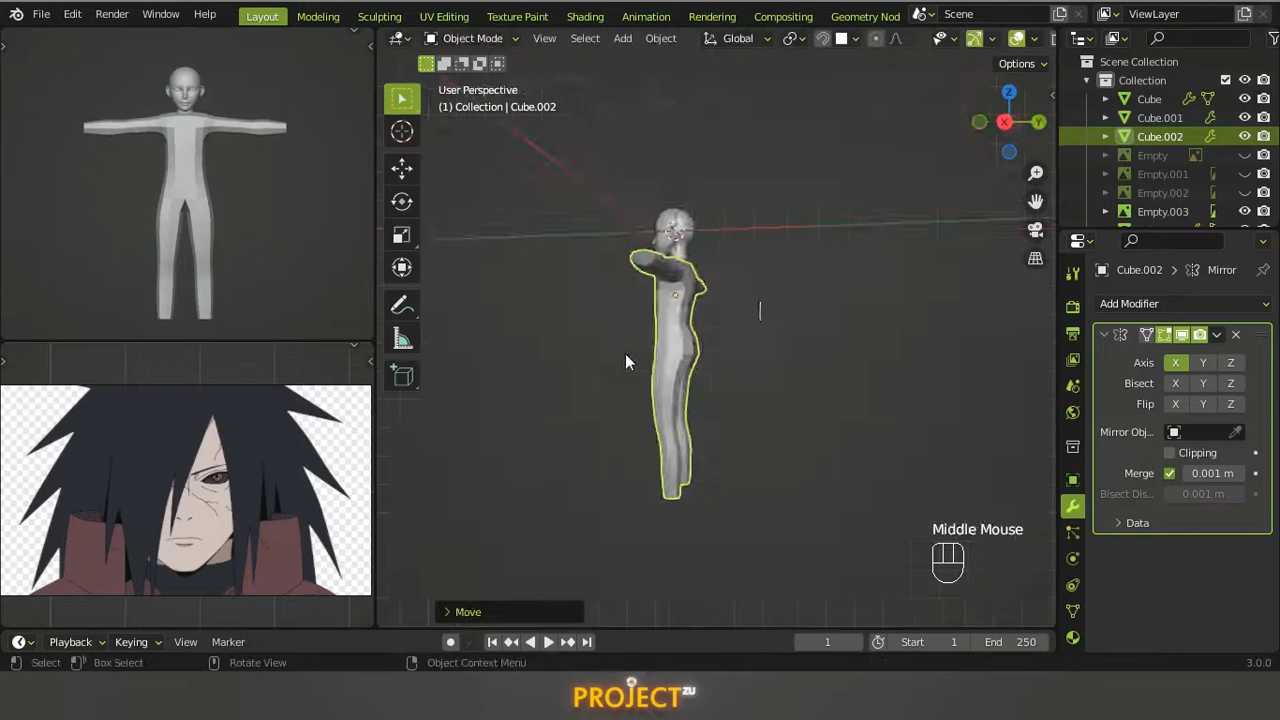 File Edit Render Window Help
Layout Modeling Sculpting UV Editing Texture Paint Shading Animation Rendering Compositing Geometry Nod
Scene ViewLayer
Object Mode View Select Add Object Global
Options
User Perspective
(1) Collection | Cube.002
Z
X
Y
Scene Collection
Collection
Cube
Cube.001
Cube.002
Empty
Empty.001
Empty.002
Empty.003
Cube.002 > Mirror
Add Modifier
Axis X Y Z
Bisect X Y Z
Flip X Y Z
Mirror Obj...
Clipping
Merge 0.001 m
Bisect Dis... 0.001 m
Data
Middle Mouse
Move
Playback Keying View Marker
1 Start 1 End 250
Select Box Select Rotate View Object Context Menu 3.0.0
PROJECT ZU